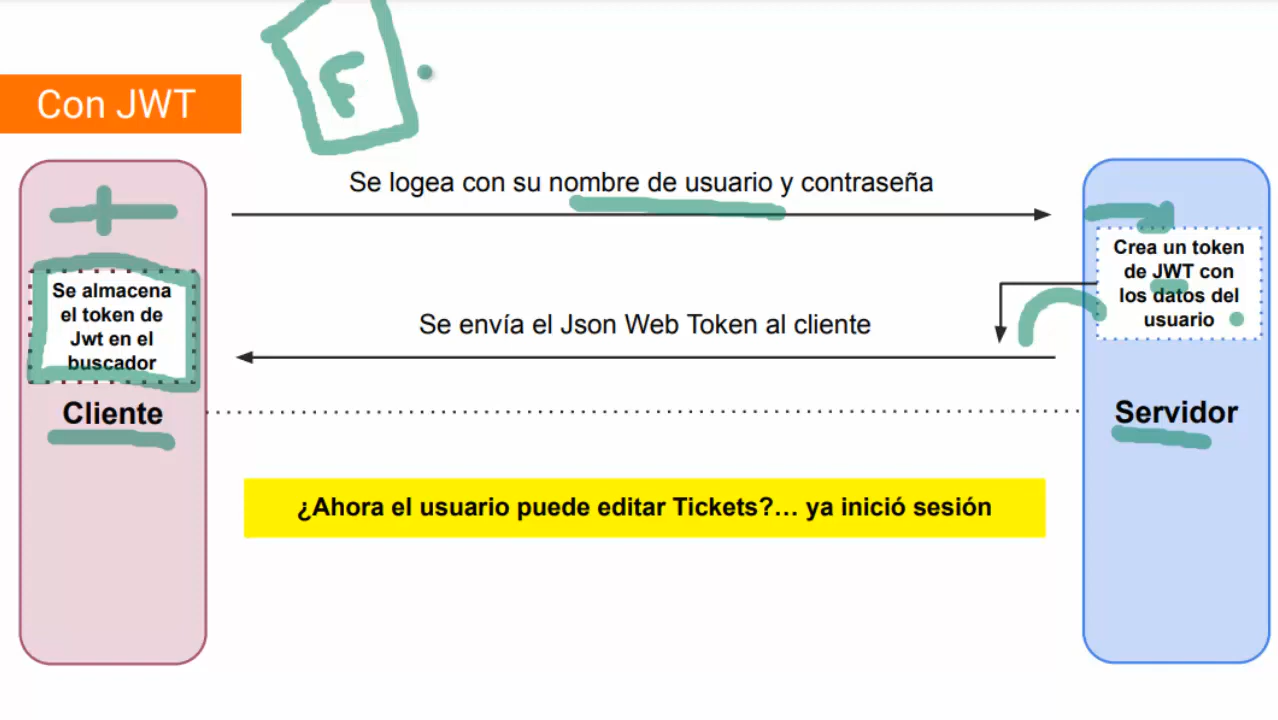 F
Con JWT
Se logea con su nombre de usuario y contraseña
Crea un token
de JWT con
los datos del
usuario
Se almacena
el token de
Jwt en el
buscador
Se envía el Json Web Token al cliente
Cliente
Servidor
¿Ahora el usuario puede editar Tickets?... ya inició sesión